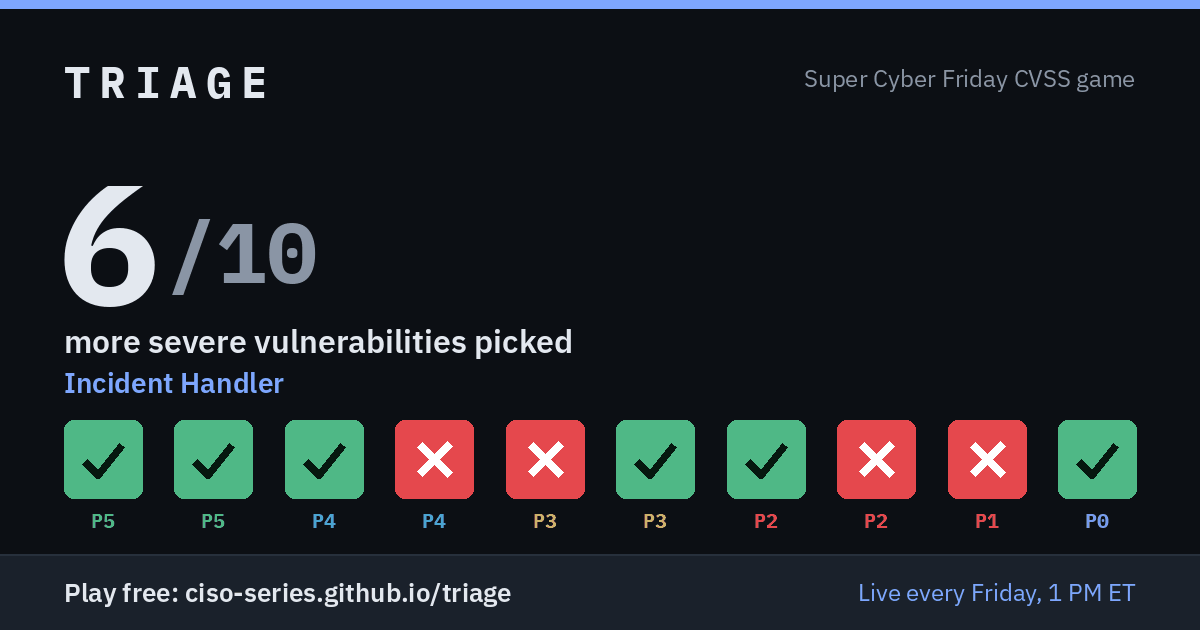 TRIAGE
Super Cyber Friday CVSS game
6/10
more severe vulnerabilities picked
Incident Handler
P5 P5 P4 P4 P3 P3 P2 P2 P1 P0
Play free: ciso-series.github.io/triage
Live every Friday, 1 PM ET